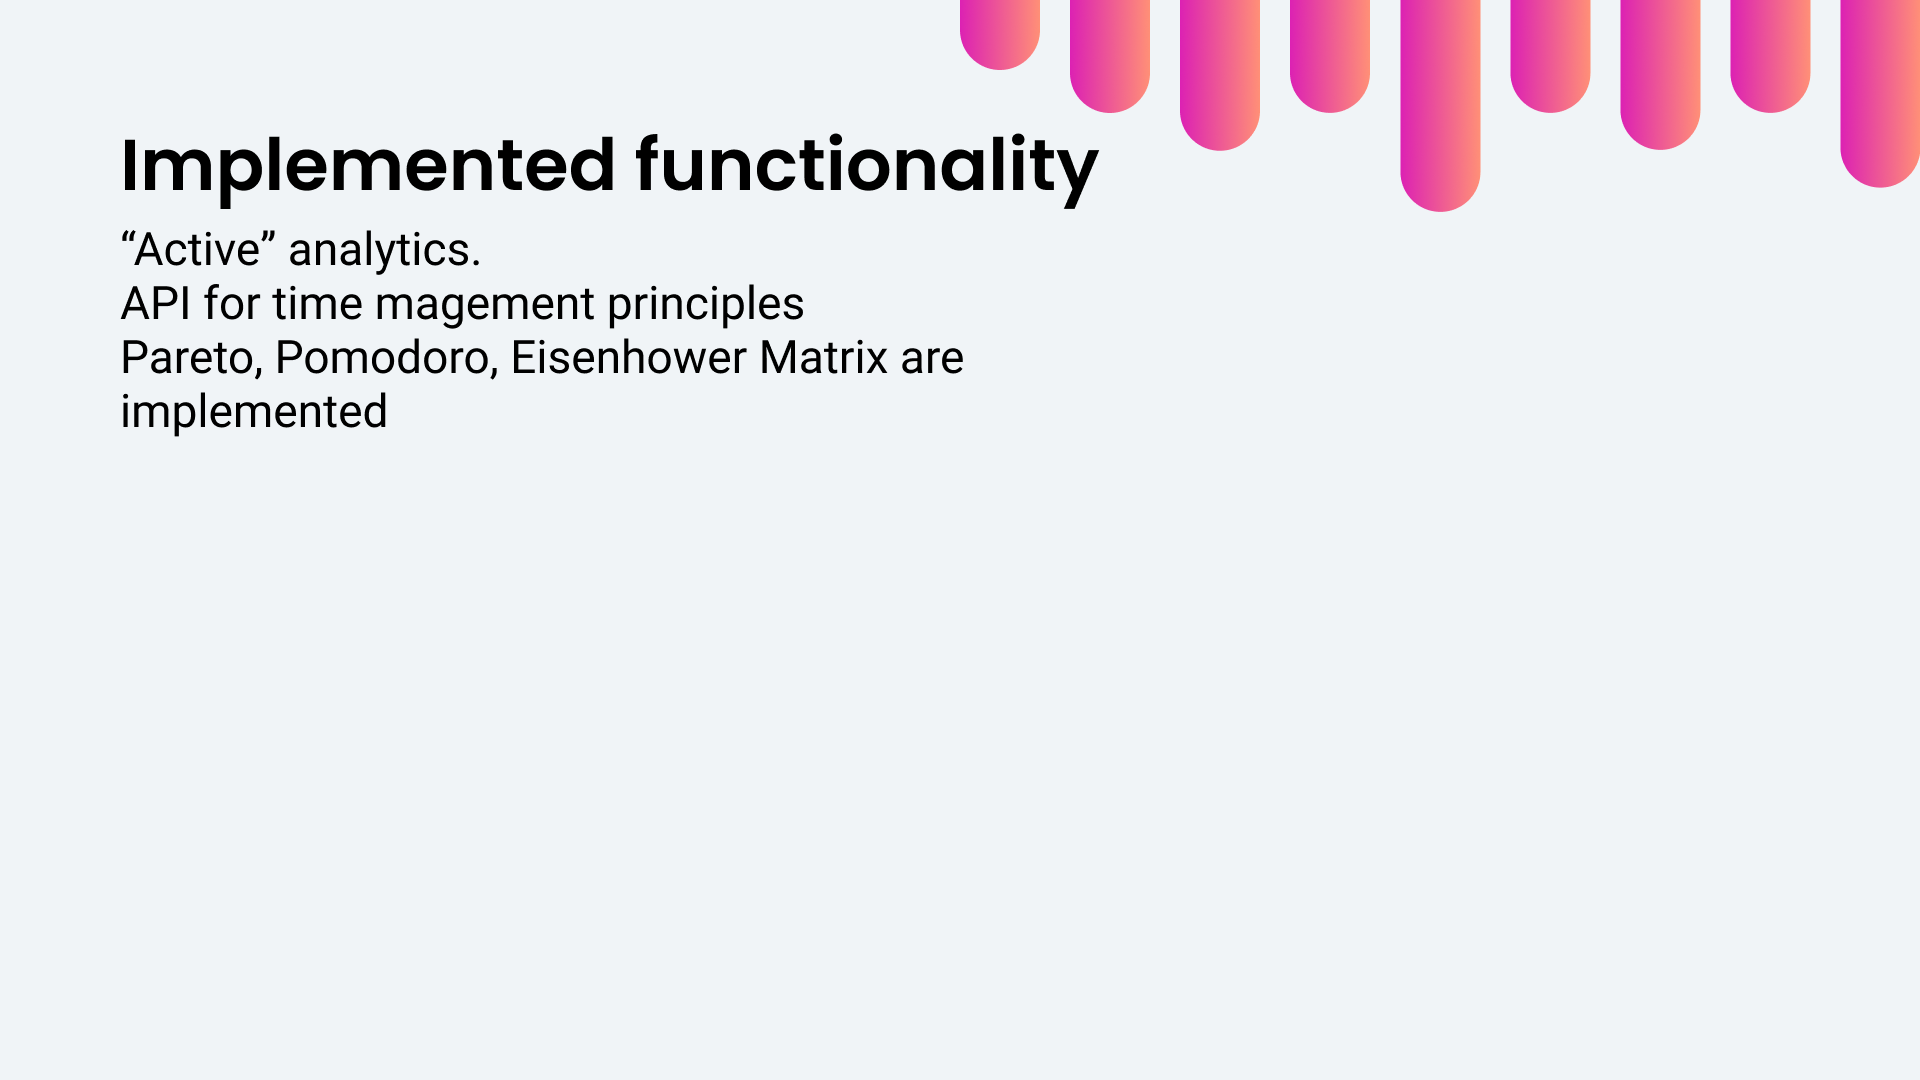 Implemented functionality
“Active” analytics.
API for time magement principles
Pareto, Pomodoro, Eisenhower Matrix are
implemented